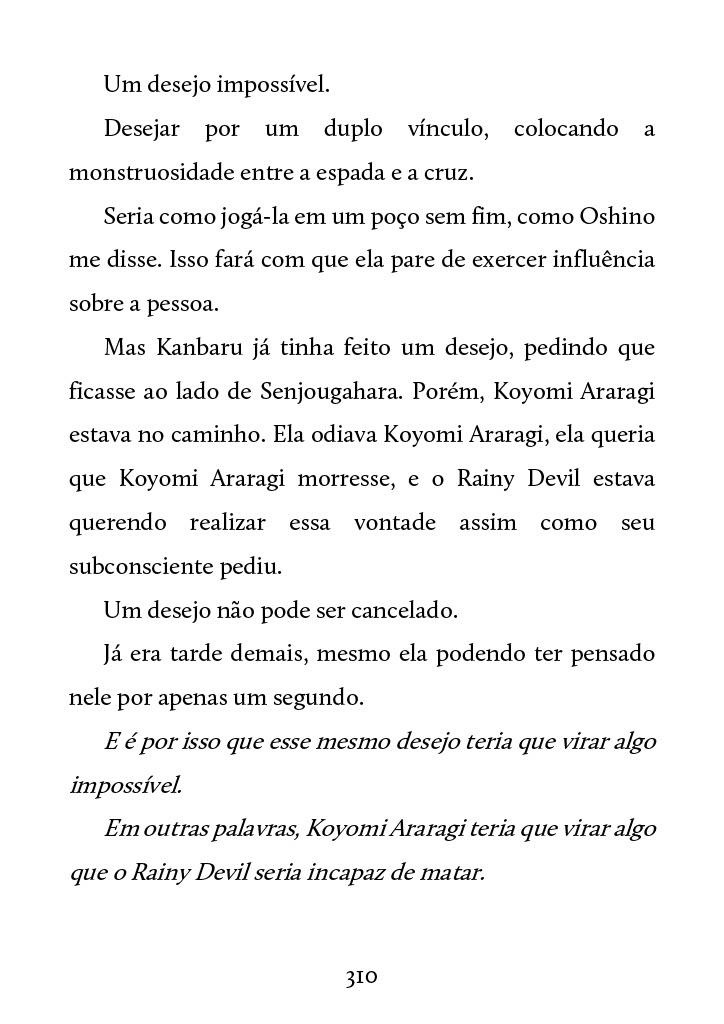 Um desejo impossível.
Desejar por um duplo vínculo, colocando a
monstruosidade entre a espada e a cruz.
Seria como jogá-la em um poço sem fim, como Oshino
me disse. Isso fará com que ela pare de exercer influência
sobre a pessoa.
Mas Kanbaru já tinha feito um desejo, pedindo que
ficasse ao lado de Senjougahara. Porém, Koyomi Araragi
estava no caminho. Ela odiava Koyomi Araragi, ela queria
que Koyomi Araragi morresse, e o Rainy Devil estava
querendo realizar essa vontade assim como seu
subconsciente pediu.
Um desejo não pode ser cancelado.
Já era tarde demais, mesmo ela podendo ter pensado
nele por apenas um segundo.
E é por isso que esse mesmo desejo teria que virar algo
impossível.
Em outras palavras, Koyomi Araragi teria que virar algo
que o Rainy Devil seria incapaz de matar.
310